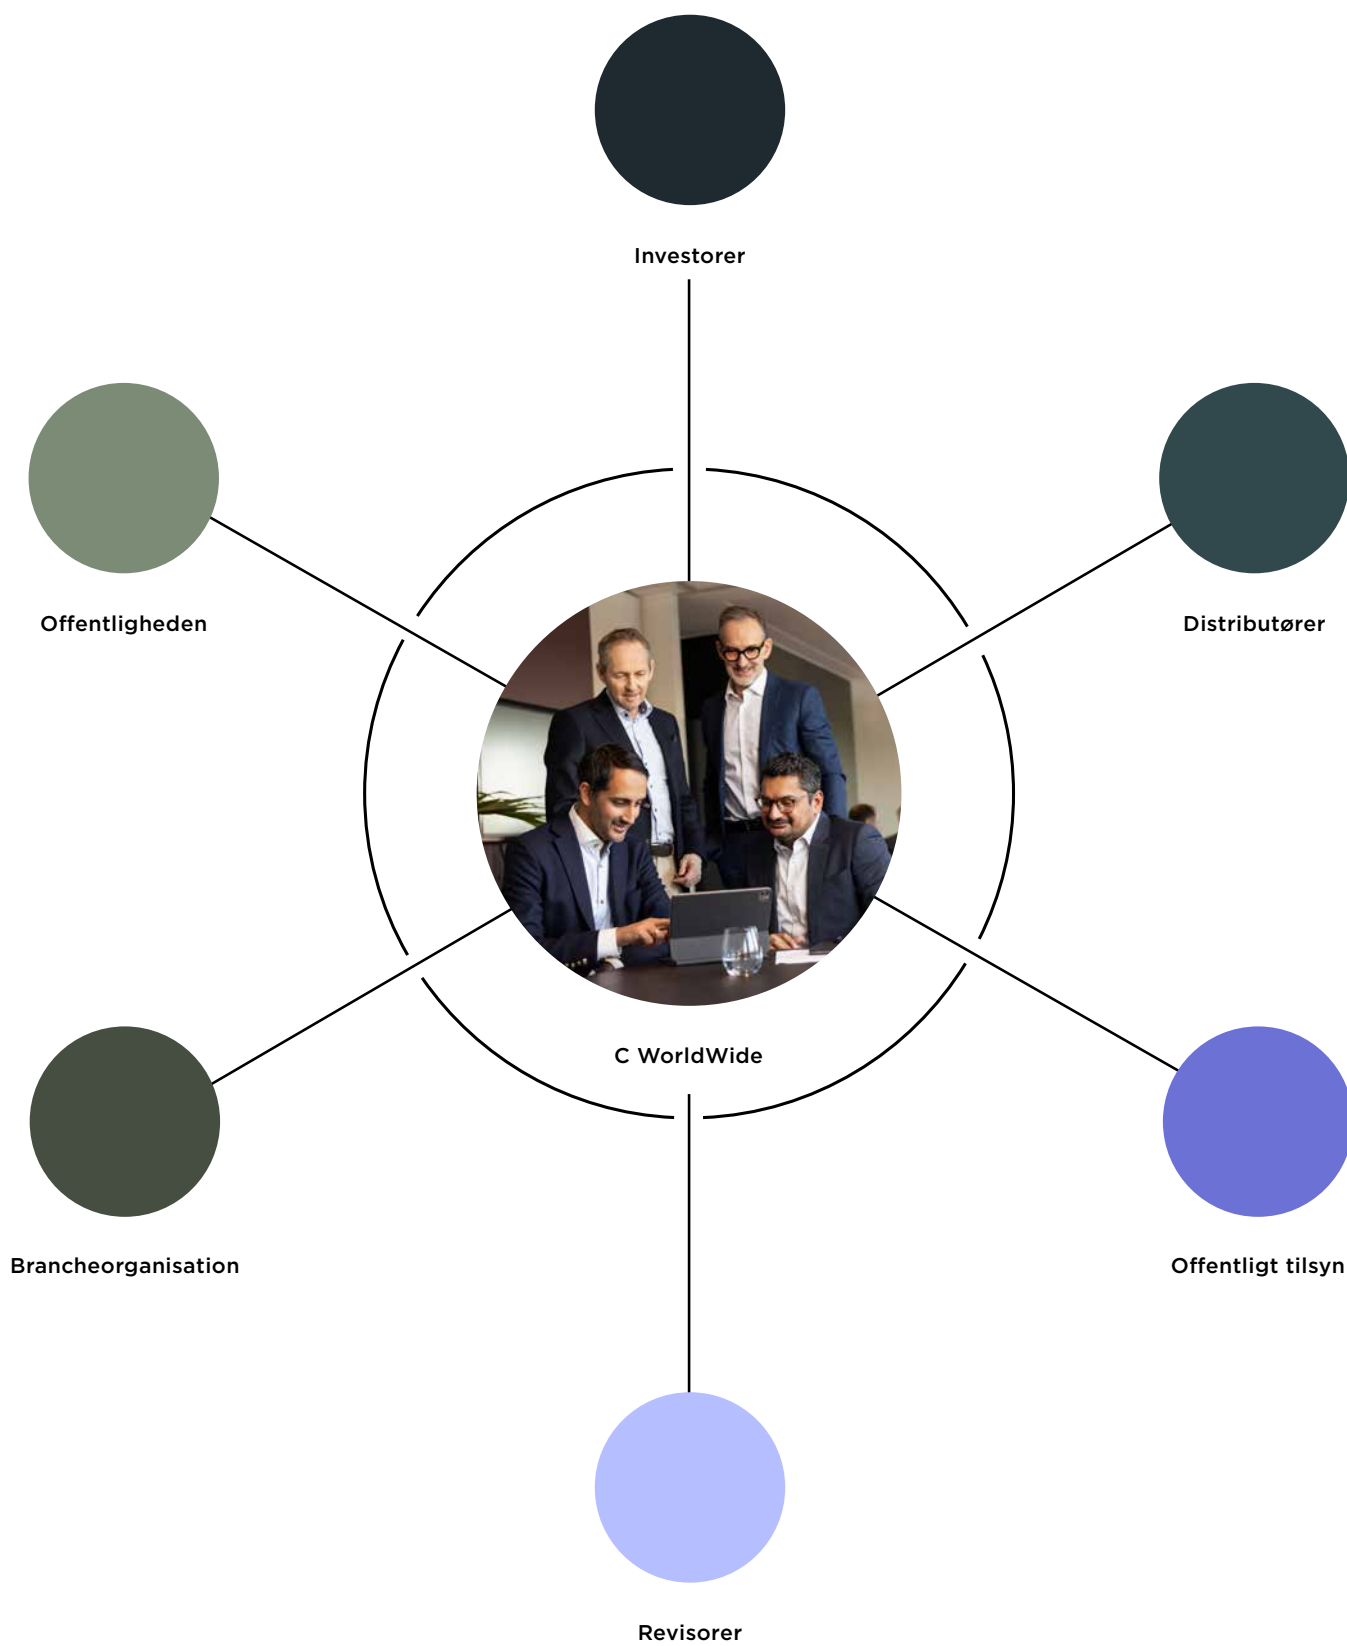 Investorer
Offentligheden
Distributører
C WorldWide
Brancheorganisation
Offentligt tilsyn
Revisorer